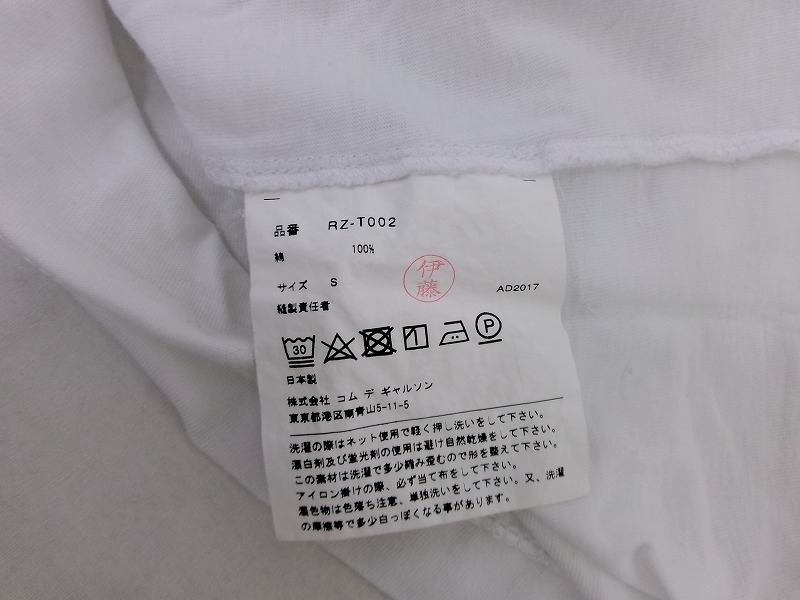 品番 RZ-T002
綿 100%
サイズ S
伊藤
AD2017
縫製責任者
30 1 P
日本製
株式会社 コム デ ギャルソン
東京都港区南青山5-11-5
洗濯の際はネット使用で軽く押し洗いをして下さい。
漂白剤及び蛍光剤の使用は避け自然乾燥をして下さい。
この素材は洗濯で多少縮み歪むので形を整えて下さい。
アイロン掛けの際、必ず当て布をして下さい。
濃色物は色落ち注意、単独洗いして下さい。又、洗濯
の摩擦等で多少白っぽくなる事があります。